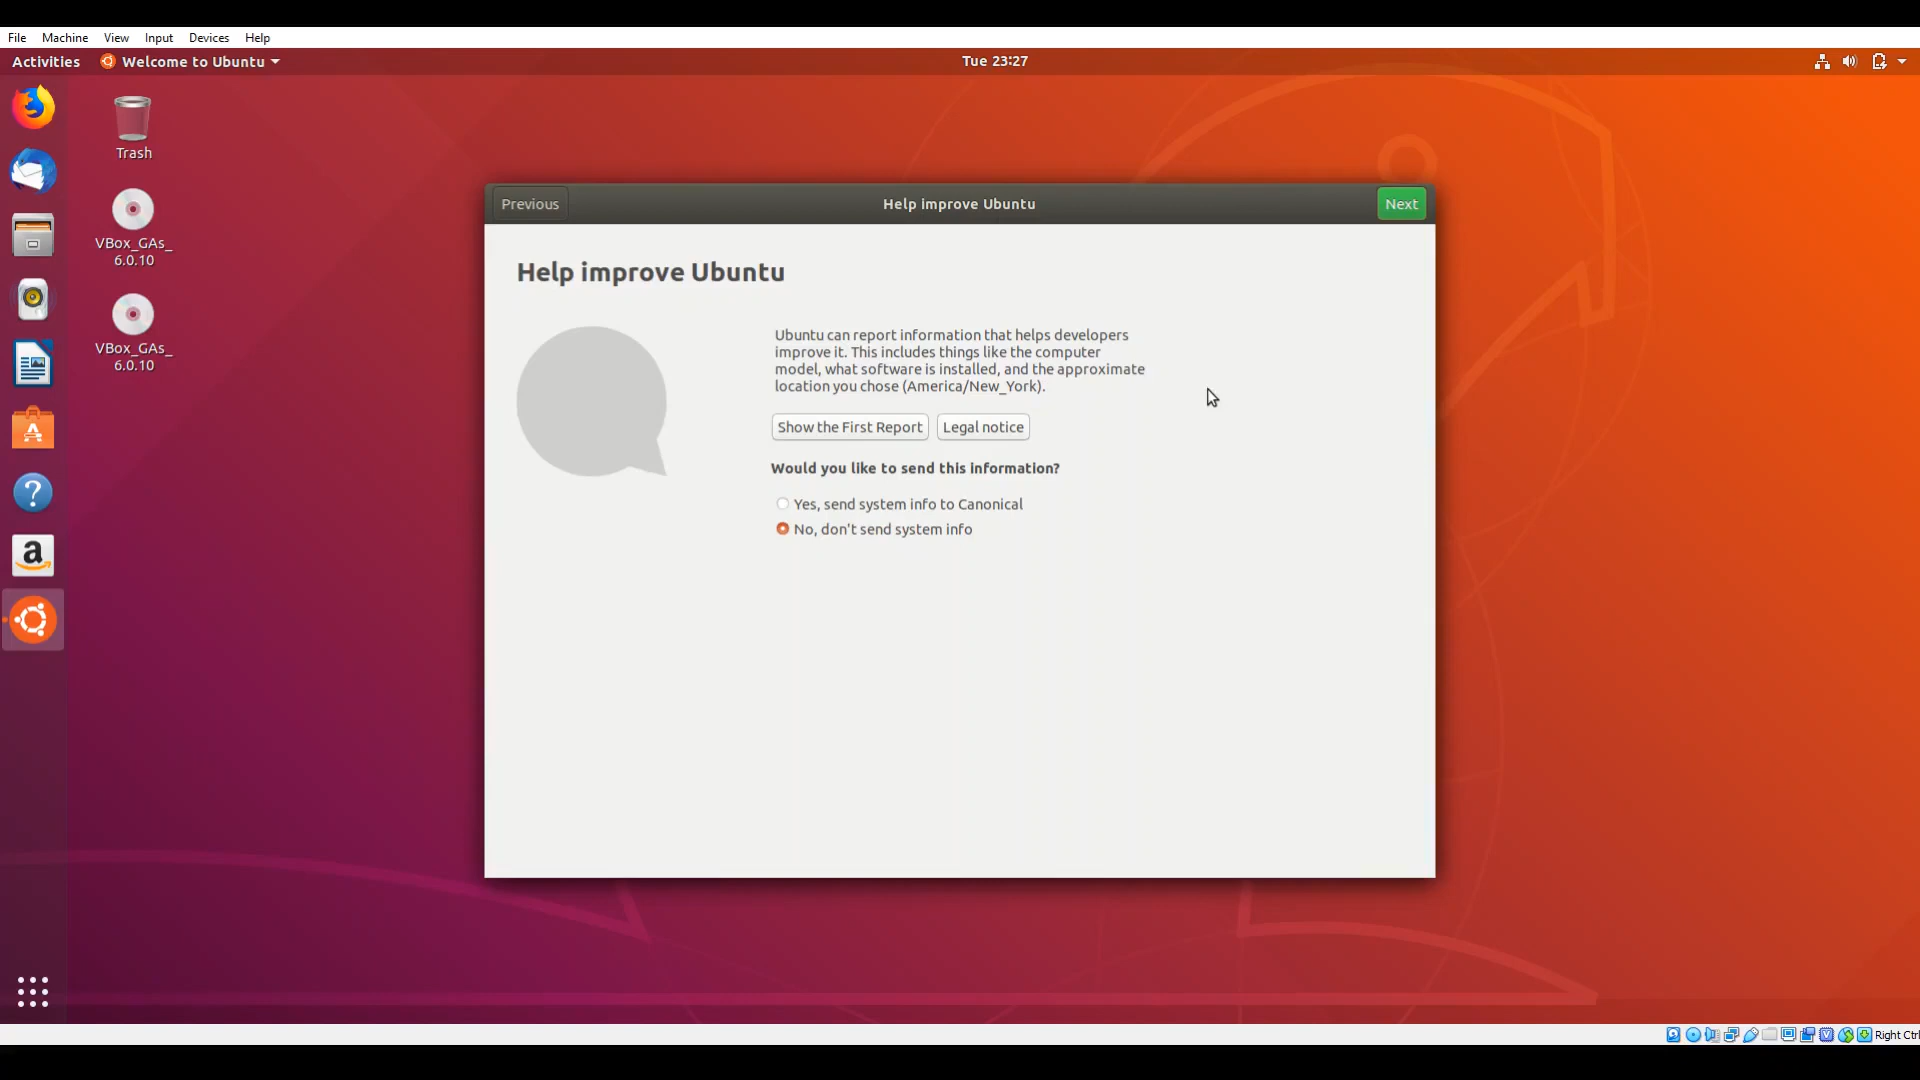 File Machine View Input Devices Help
Activities Welcome to Ubuntu Tue 23:27
Trash
VBox_GAs_
6.0.10
VBox_GAs_
6.0.10
Previous Help improve Ubuntu Next
Help improve Ubuntu
Ubuntu can report information that helps developers
improve it. This includes things like the computer
model, what software is installed, and the approximate
location you chose (America/New_York).
Show the First Report Legal notice
Would you like to send this information?
Yes, send system info to Canonical
No, don't send system info
Right Ctrl